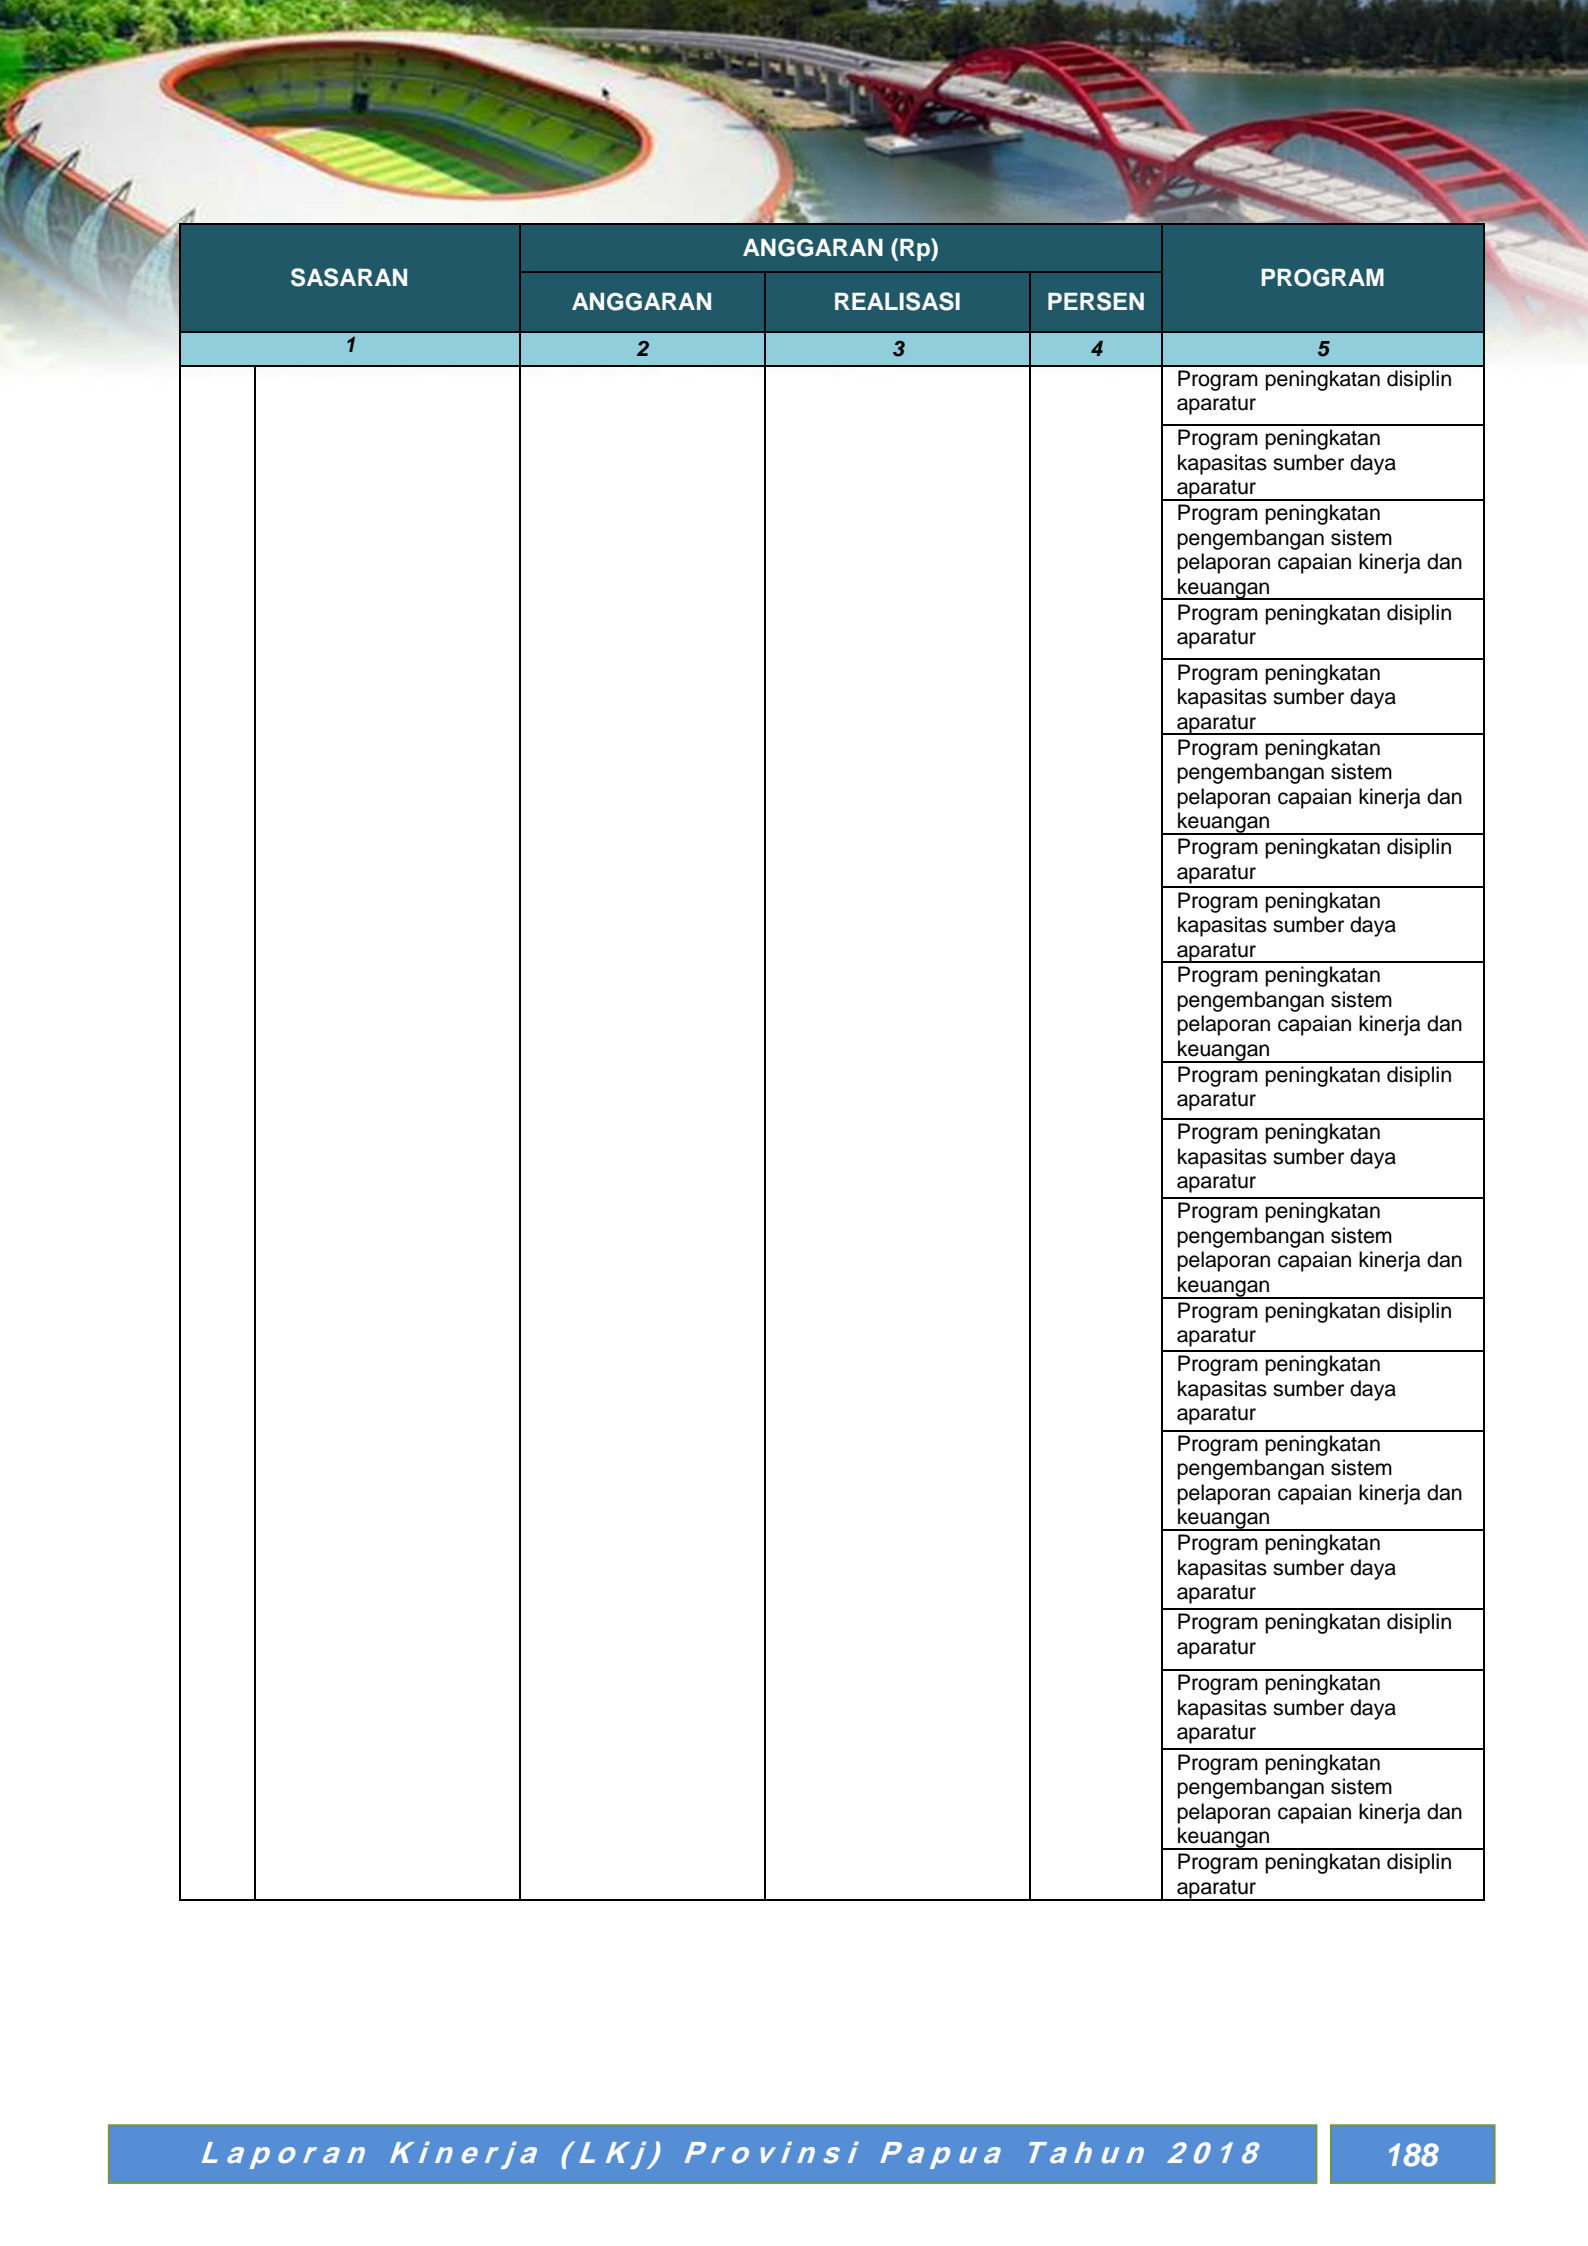 SASARAN
ANGGARAN (Rp)
PROGRAM
ANGGARAN
REALISASI
PERSEN
1
2
3
4
5
Program peningkatan disiplin
aparatur
Program peningkatan
kapasitas sumber daya
aparatur
Program peningkatan
pengembangan sistem
pelaporan capaian kinerja dan
keuangan
Program peningkatan disiplin
aparatur
Program peningkatan
kapasitas sumber daya
aparatur
Program peningkatan
pengembangan sistem
pelaporan capaian kinerja dan
keuangan
Program peningkatan disiplin
aparatur
Program peningkatan
kapasitas sumber daya
aparatur
Program peningkatan
pengembangan sistem
pelaporan capaian kinerja dan
keuangan
Program peningkatan disiplin
aparatur
Program peningkatan
kapasitas sumber daya
aparatur
Program peningkatan
pengembangan sistem
pelaporan capaian kinerja dan
keuangan
Program peningkatan disiplin
aparatur
Program peningkatan
kapasitas sumber daya
aparatur
Program peningkatan
pengembangan sistem
pelaporan capaian kinerja dan
keuangan
Program peningkatan
kapasitas sumber daya
aparatur
Program peningkatan disiplin
aparatur
Program peningkatan
kapasitas sumber daya
aparatur
Program peningkatan
pengembangan sistem
pelaporan capaian kinerja dan
keuangan
Program peningkatan disiplin
aparatur
Laporan Kinerja (LKj) Provinsi Papua Tahun 2018
188